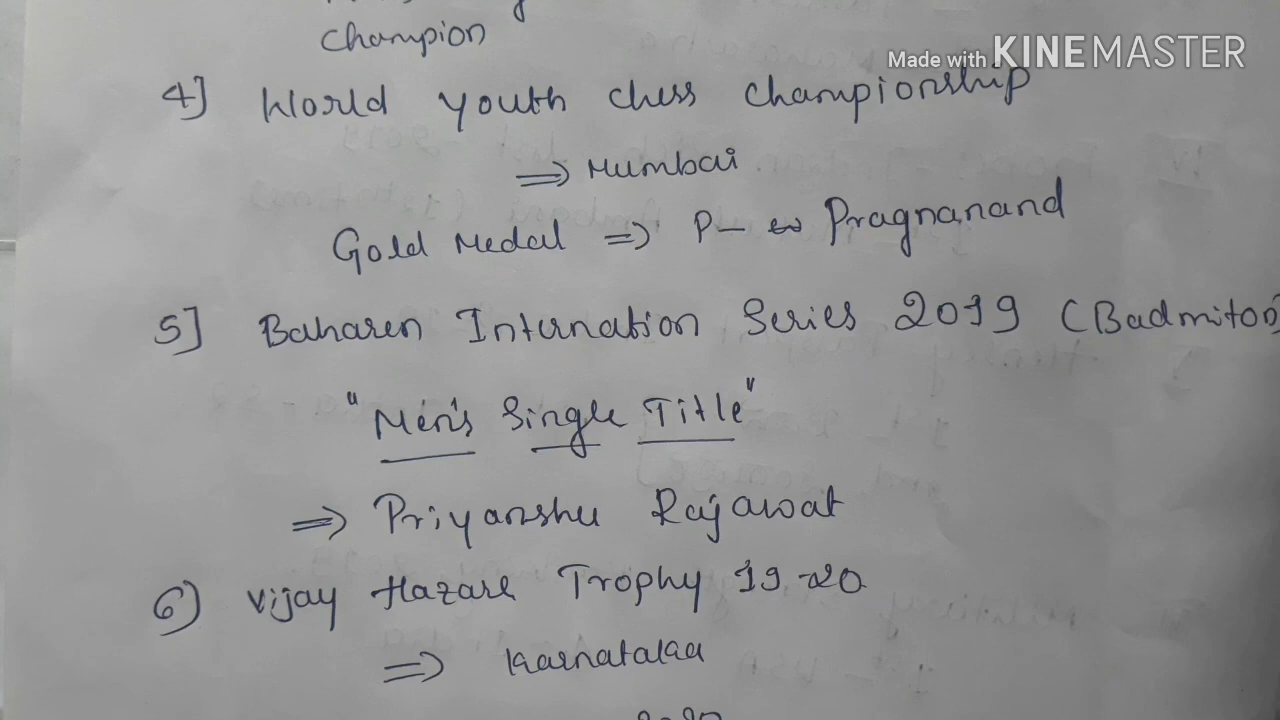 Champion
Made with KINEMASTER
4] World youth chess championship
⇒ Mumbai
Gold Medal ⇒ P- Pragnanand
5] Baharen Internation Series 2019 (Badmiton)
"Men's Single Title"
⇒ Priyanshu Rajawat
6) Vijay Hazare Trophy 19-20
⇒ Karnatakaa